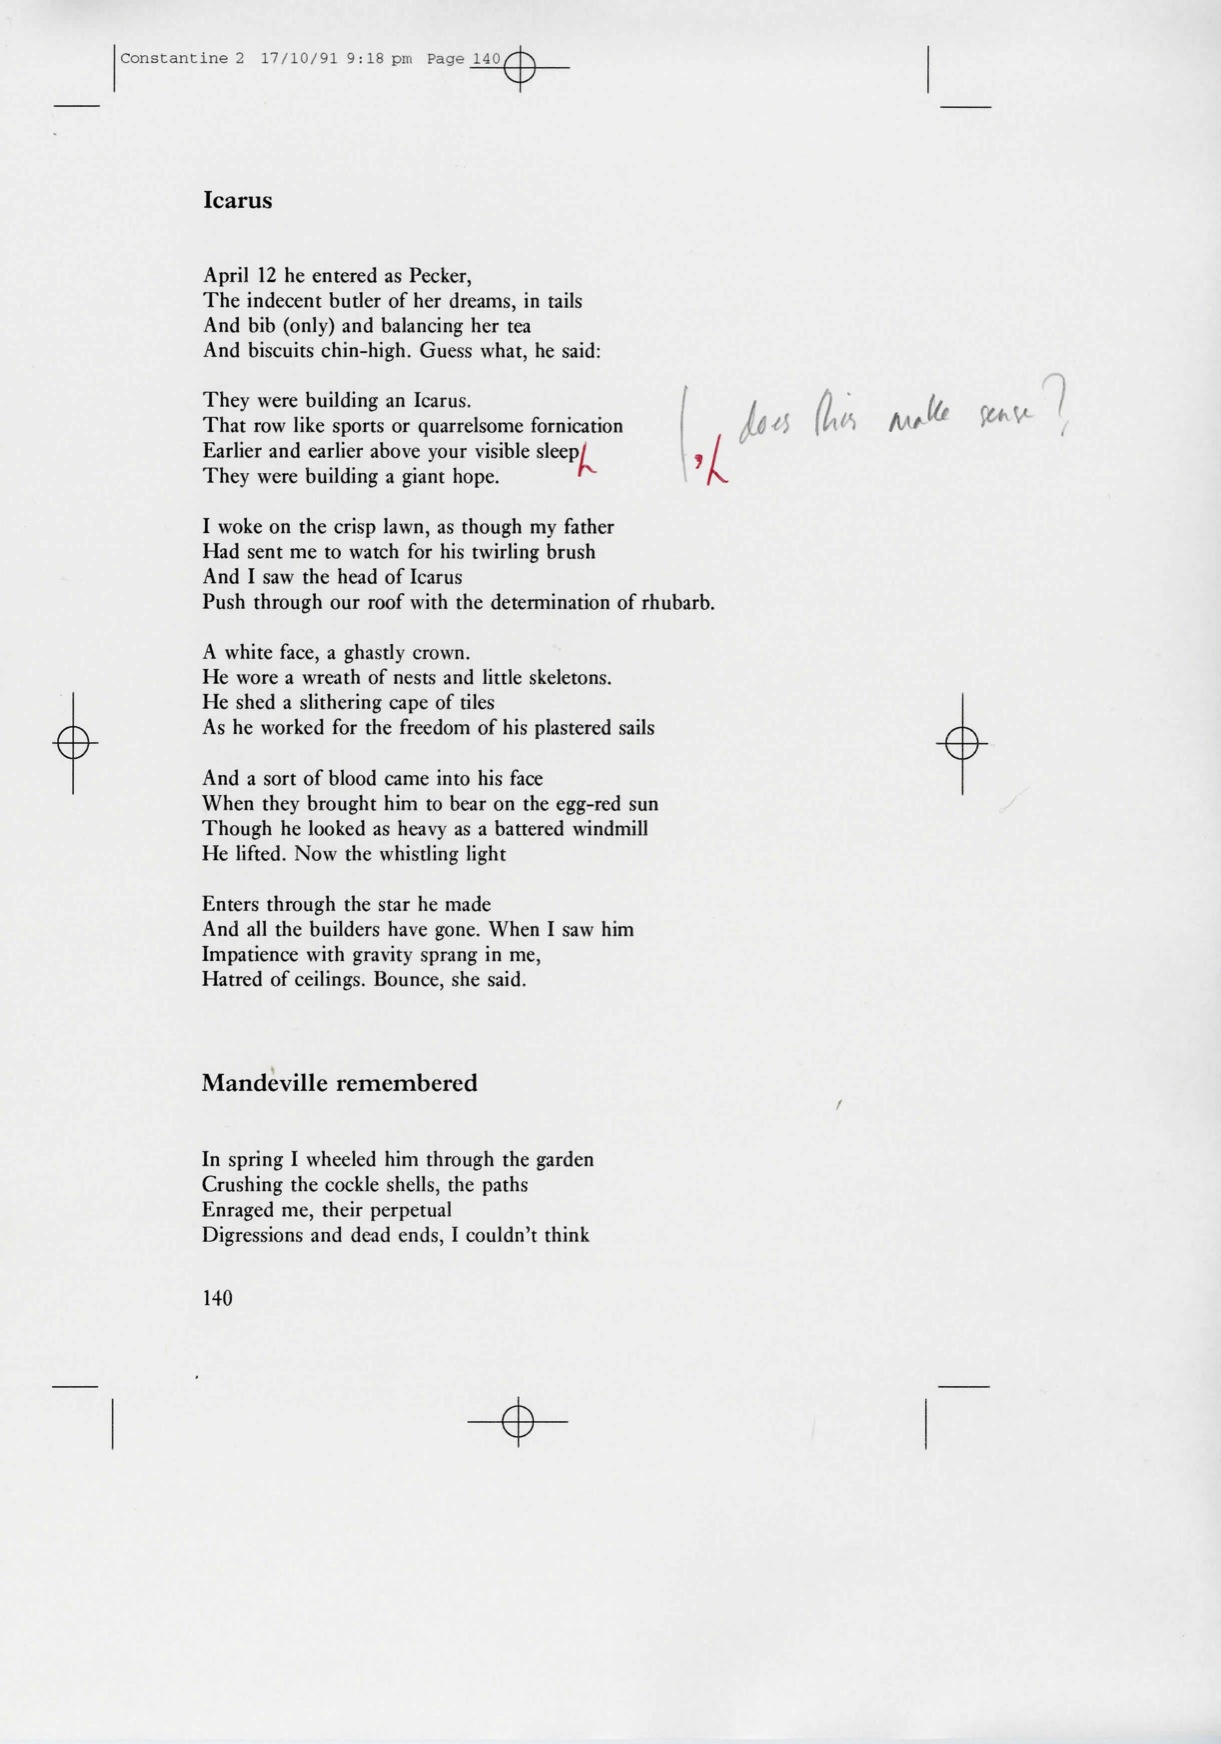 Constantine 2 17/10/91 9:18 pm Page 140
Icarus
April 12 he entered as Pecker,
The indecent butler of her dreams, in tails
And bib (only) and balancing her tea
And biscuits chin-high. Guess what, he said:
They were building an Icarus.
That row like sports or quarrelsome fornication
Earlier and earlier above your visible sleep
They were building a giant hope.
, does this make sense?
I woke on the crisp lawn, as though my father
Had sent me to watch for his twirling brush
And I saw the head of Icarus
Push through our roof with the determination of rhubarb.
A white face, a ghastly crown.
He wore a wreath of nests and little skeletons.
He shed a slithering cape of tiles
As he worked for the freedom of his plastered sails
And a sort of blood came into his face
When they brought him to bear on the egg-red sun
Though he looked as heavy as a battered windmill
He lifted. Now the whistling light
Enters through the star he made
And all the builders have gone. When I saw him
Impatience with gravity sprang in me,
Hatred of ceilings. Bounce, she said.
Mandeville remembered
In spring I wheeled him through the garden
Crushing the cockle shells, the paths
Enraged me, their perpetual
Digressions and dead ends, I couldn't think
140